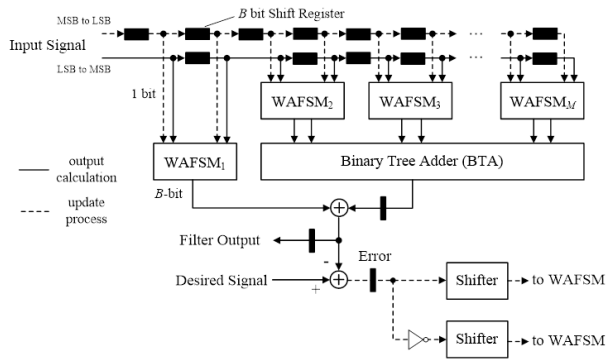 MSB to LSB
B bit Shift Register
Input Signal
LSB to MSB
1 bit
WAFSM2
WAFSM3
WAFSMM
WAFSM1
Binary Tree Adder (BTA)
output
calculation
update
process
B-bit
+
Filter Output
-
Error
Desired Signal
+
+
Shifter
to WAFSM
Shifter
to WAFSM